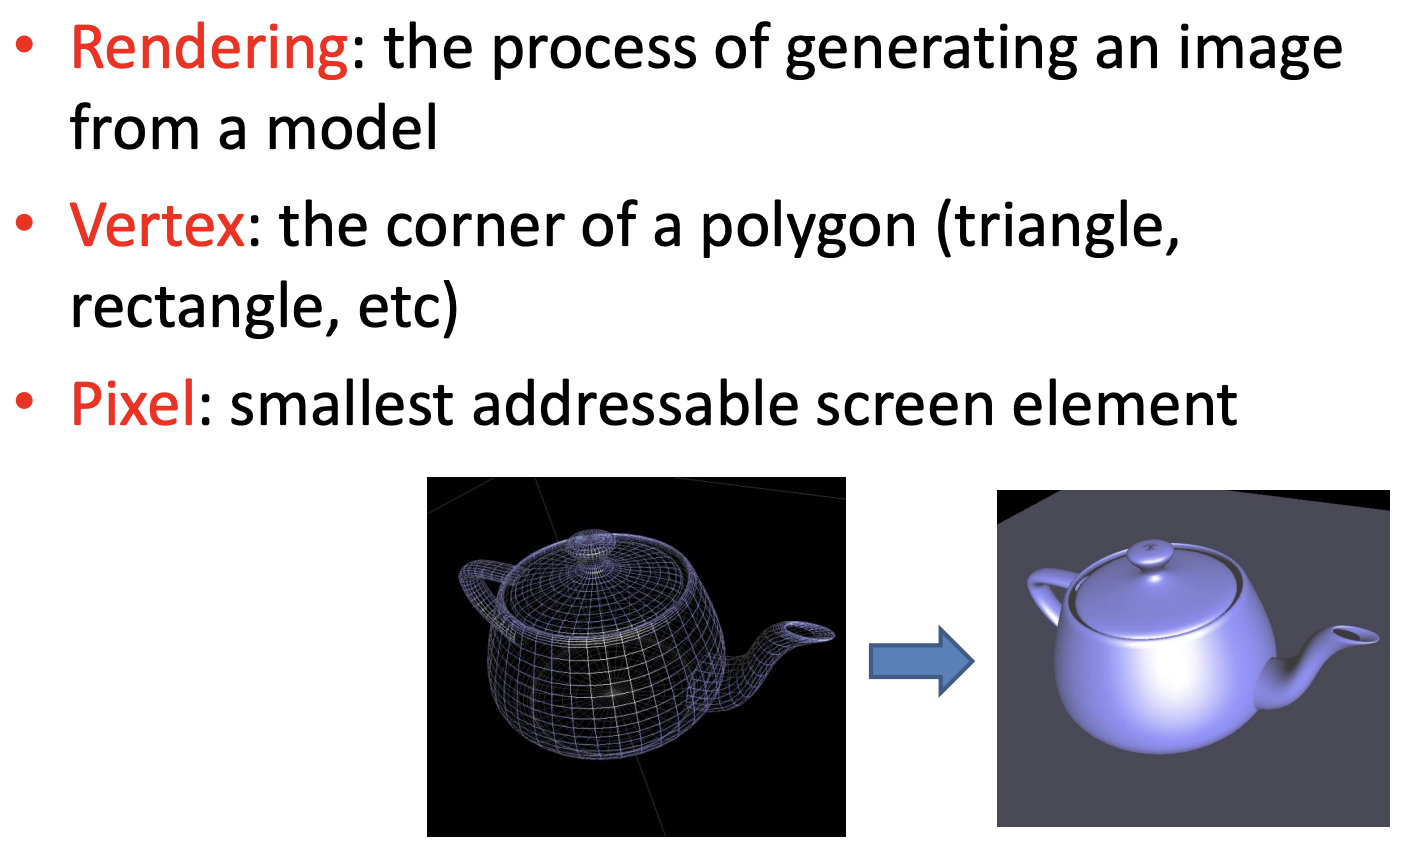 • Rendering: the process of generating an image
from a model
• Vertex: the corner of a polygon (triangle,
rectangle, etc)
• Pixel: smallest addressable screen element